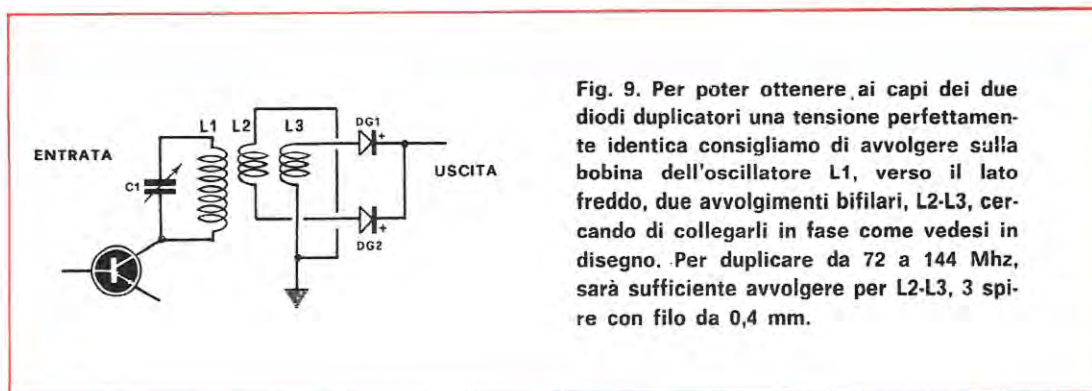 ENTRATA
C1
L1
L2
L3
DG1
+
USCITA
+
DG2
Fig. 9. Per poter ottenere ai capi dei due
diodi duplicatori una tensione perfettamen-
te identica consigliamo di avvolgere sulla
bobina dell'oscillatore L1, verso il lato
freddo, due avvolgimenti bifilari, L2-L3, cer-
cando di collegarli in fase come vedesi in
disegno. Per duplicare da 72 a 144 Mhz,
sarà sufficiente avvolgere per L2-L3, 3 spi-
re con filo da 0,4 mm.